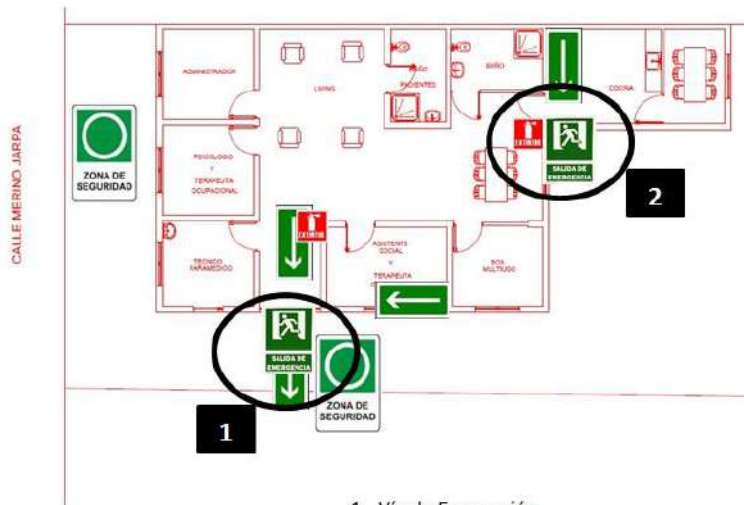 CALLE MERINO JARPA
ADMINISTRADOR
LIVING
BAÑO
PACIENTES
BAÑO
COCINA
EXTINTOR
SALIDA DE
EMERGENCIA
2
ZONA DE
SEGURIDAD
PSICOLOGO
Y
TERAPEUTA
OCUPACIONAL
EXTINTOR
TECNICO
PARAMEDICO
ASISTENTE
SOCIAL
Y
TERAPEUTA
BOX
MULTIUSO
SALIDA DE
EMERGENCIA
ZONA DE
SEGURIDAD
1